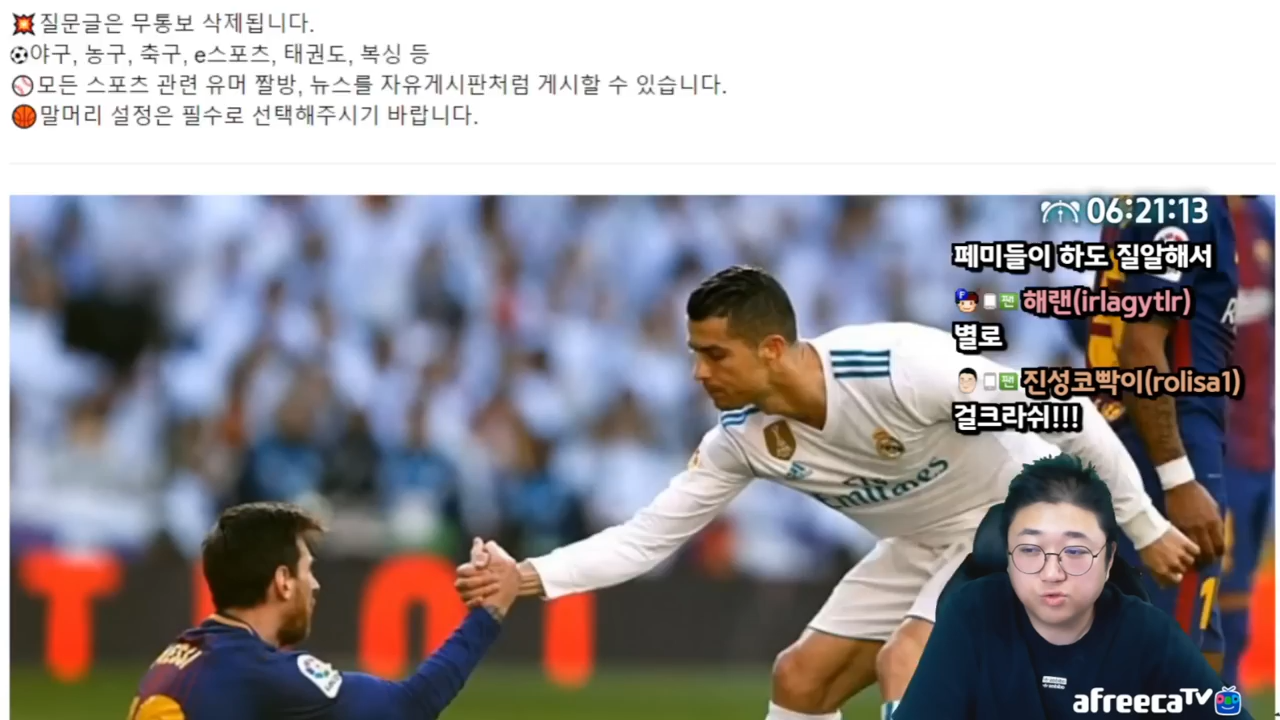 질문글은 무통보 삭제됩니다.
야구, 농구, 축구, e스포츠, 태권도, 복싱 등
모든 스포츠 관련 유머 짤방, 뉴스를 자유게시판처럼 게시할 수 있습니다.
말머리 설정은 필수로 선택해주시기 바랍니다.
06:21:13
페미들이 하도 질알해서
팬 해랜(irlagytlr)
별로
팬 진성코빡이(rolisa1)
걸크라쉬!!!
Emirates
MESSI
afreecaTV